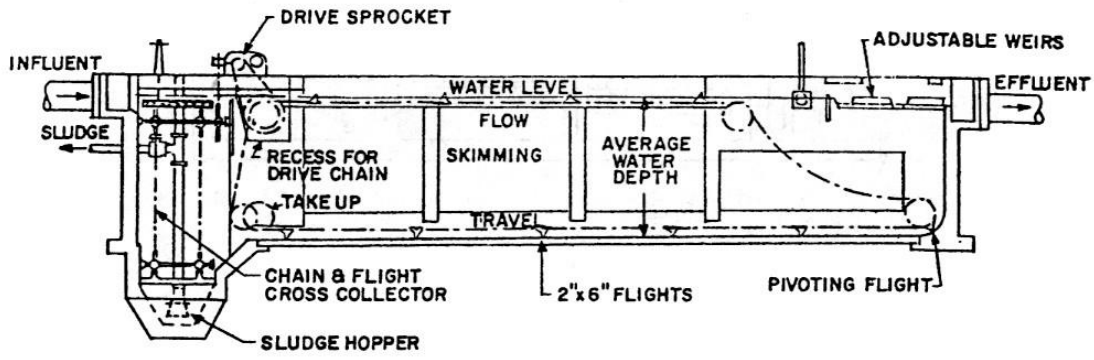 DRIVE SPROCKET
ADJUSTABLE WEIRS
INFLUENT
WATER LEVEL
EFFLUENT
FLOW
SLUDGE
SKIMMING
AVERAGE
WATER
DEPTH
RECESS FOR
DRIVE CHAIN
TAKE UP
TRAVEL
CHAIN & FLIGHT
CROSS COLLECTOR
2"x6" FLIGHTS
PIVOTING FLIGHT
SLUDGE HOPPER